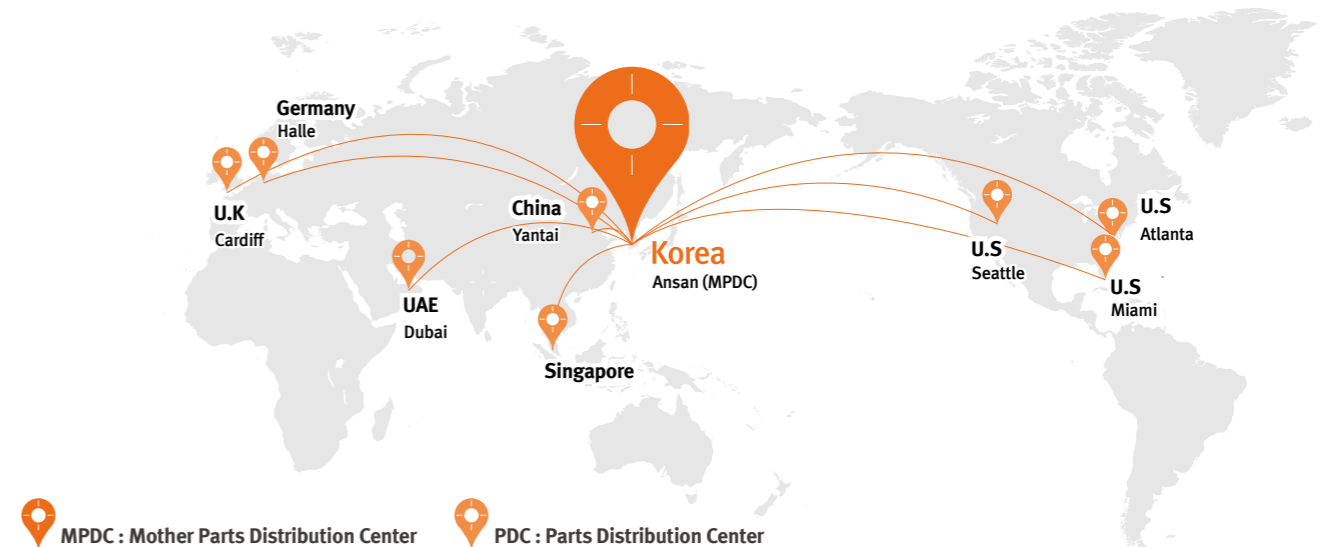 Germany
Halle
U.K
Cardiff
China
Yantai
UAE
Dubai
Korea
Ansan (MPDC)
Singapore
U.S
Seattle
U.S
Atlanta
U.S
Miami
MPDC : Mother Parts Distribution Center
PDC : Parts Distribution Center